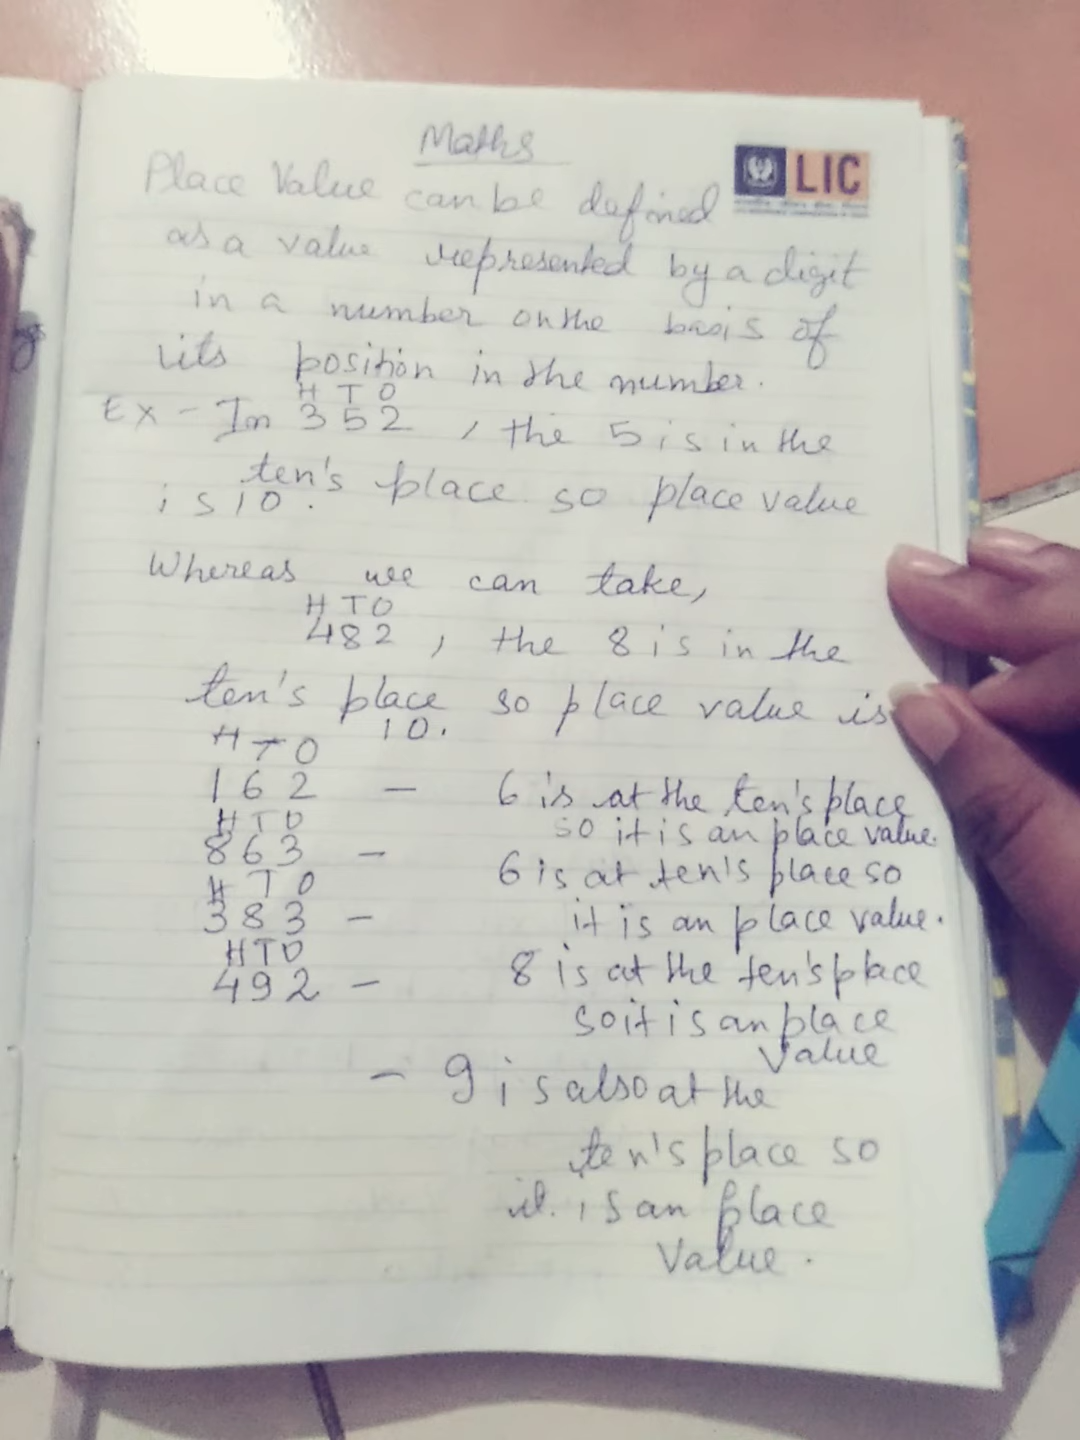 Maths
LIC
Place Value can be defined
as a value represented by a digit
in a number on the basis of
its position in the number.
H T O
Ex - In 352, the 5 is in the
ten's place so place value
is 10.
Whereas we can take,
H T O
482, the 8 is in the
ten's place so place value is
10.
H T O
162 - 6 is at the ten's place
so it is an place value.
H T O
863 - 6 is at ten's place so
H T O
383 - it is an place value.
H T O
492 - 8 is at the ten's place
so it is an place
value
- 9 is also at the
ten's place so
it is an place
value.